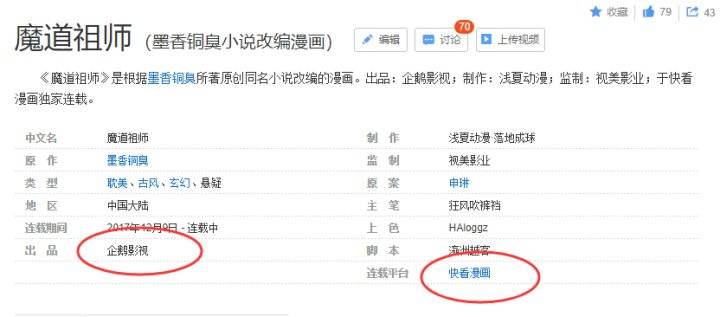 收藏 79 43
魔道祖师 （墨香铜臭小说改编漫画） 编辑 讨论 99+ 上传视频
《魔道祖师》是根据墨香铜臭所著原创同名小说改编的漫画。出品：企鹅影视；制作：浅夏动漫；监制：视美影业；于快看
漫画独家连载。
中文名 魔道祖师 制 作 浅夏动漫 落地成球
原 作 墨香铜臭 监 制 视美影业
类 型 耽美、古风、玄幻、悬疑 原 案 申琳
地 区 中国大陆 主 笔 狂风吹裤裆
连载期间 2017年12月9日 - 连载中 上 色 HAloggz
出 品 企鹅影视 脚 本
连载平台 快看漫画